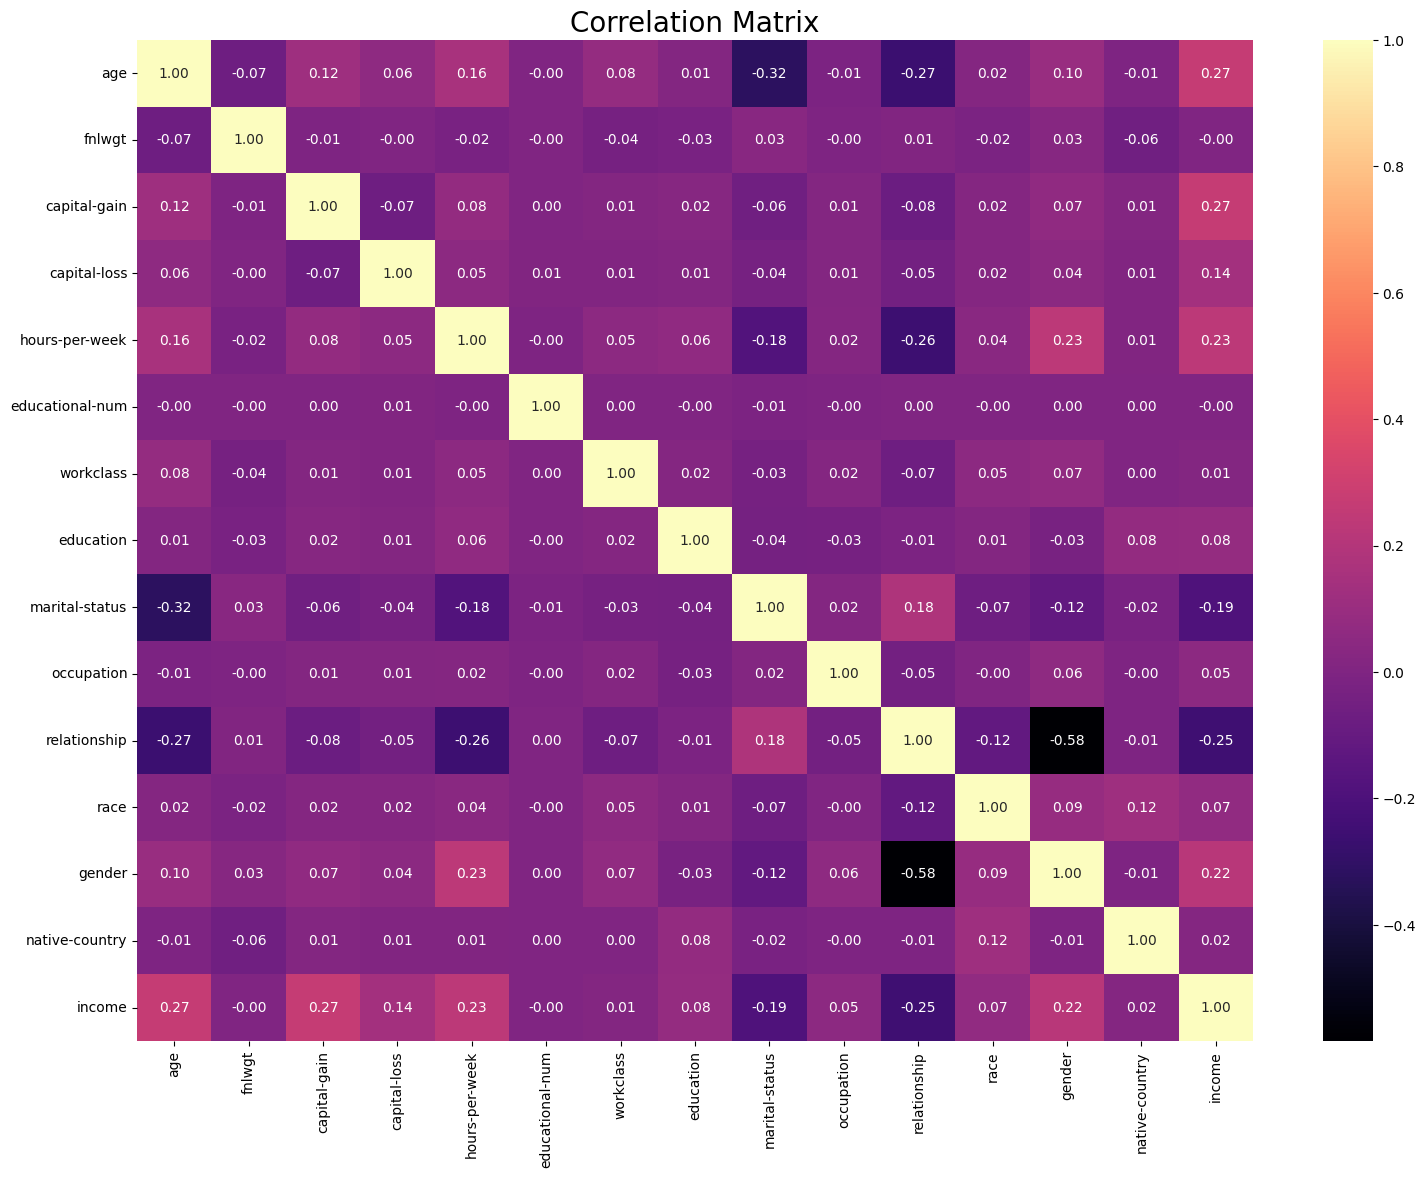 Correlation Matrix
age 1.00 -0.07 0.12 0.06 0.16 -0.00 0.08 0.01 -0.32 -0.01 -0.27 0.02 0.10 -0.01 0.27
fnlwgt -0.07 1.00 -0.01 -0.00 -0.02 -0.00 -0.04 -0.03 0.03 -0.00 0.01 -0.02 0.03 -0.06 -0.00
capital-gain 0.12 -0.01 1.00 -0.07 0.08 0.00 0.01 0.02 -0.06 0.01 -0.08 0.02 0.07 0.01 0.27
capital-loss 0.06 -0.00 -0.07 1.00 0.05 0.01 0.01 0.01 -0.04 0.01 -0.05 0.02 0.04 0.01 0.14
hours-per-week 0.16 -0.02 0.08 0.05 1.00 -0.00 0.05 0.06 -0.18 0.02 -0.26 0.04 0.23 0.01 0.23
educational-num -0.00 -0.00 0.00 0.01 -0.00 1.00 0.00 -0.00 -0.01 -0.00 0.00 -0.00 0.00 0.00 -0.00
workclass 0.08 -0.04 0.01 0.01 0.05 0.00 1.00 0.02 -0.03 0.02 -0.07 0.05 0.07 0.00 0.01
education 0.01 -0.03 0.02 0.01 0.06 -0.00 0.02 1.00 -0.04 -0.03 -0.01 0.01 -0.03 0.08 0.08
marital-status -0.32 0.03 -0.06 -0.04 -0.18 -0.01 -0.03 -0.04 1.00 0.02 0.18 -0.07 -0.12 -0.02 -0.19
occupation -0.01 -0.00 0.01 0.01 0.02 -0.00 0.02 -0.03 0.02 1.00 -0.05 -0.00 0.06 -0.00 0.05
relationship -0.27 0.01 -0.08 -0.05 -0.26 0.00 -0.07 -0.01 0.18 -0.05 1.00 -0.12 -0.58 -0.01 -0.25
race 0.02 -0.02 0.02 0.02 0.04 -0.00 0.05 0.01 -0.07 -0.00 -0.12 1.00 0.09 0.12 0.07
gender 0.10 0.03 0.07 0.04 0.23 0.00 0.07 -0.03 -0.12 0.06 -0.58 0.09 1.00 -0.01 0.22
native-country -0.01 -0.06 0.01 0.01 0.01 0.00 0.00 0.08 -0.02 -0.00 -0.01 0.12 -0.01 1.00 0.02
income 0.27 -0.00 0.27 0.14 0.23 -0.00 0.01 0.08 -0.19 0.05 -0.25 0.07 0.22 0.02 1.00
age
fnlwgt
capital-gain
capital-loss
hours-per-week
educational-num
workclass
education
marital-status
occupation
relationship
race
gender
native-country
income
1.0
0.8
0.6
0.4
0.2
0.0
−0.2
−0.4